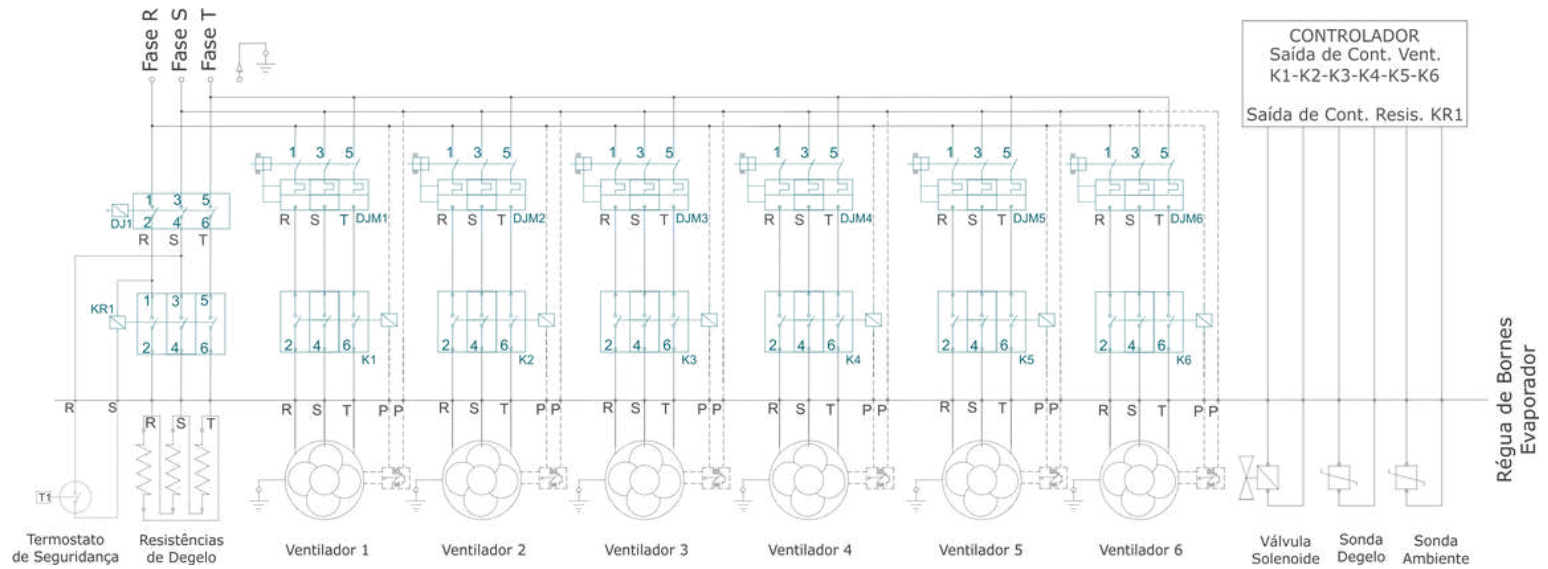 Fase R
Fase S
Fase T
CONTROLADOR
Saída de Cont. Vent.
K1-K2-K3-K4-K5-K6
Saída de Cont. Resis. KR1
1 3 5
1 3 5
1 3 5
1 3 5
1 3 5
1 3 5
1 3 5
DJ1
2 4 6
R S T
R S T DJM1
R S T DJM2
R S T DJM3
R S T DJM4
R S T DJM5
R S T DJM6
KR1
1 3 5
2 4 6
2 4 6
K1
2 4 6
K2
2 4 6
K3
2 4 6
K4
2 4 6
K5
2 4 6
K6
R S
R S T
R S T P P
R S T P P
R S T P P
R S T P P
R S T P P
R S T P P
Régua de Bornes
Evaporador
T1
Termostato
de Seguridança
Resistências
de Degelo
Ventilador 1
Ventilador 2
Ventilador 3
Ventilador 4
Ventilador 5
Ventilador 6
Válvula
Solenoide
Sonda
Degelo
Sonda
Ambiente